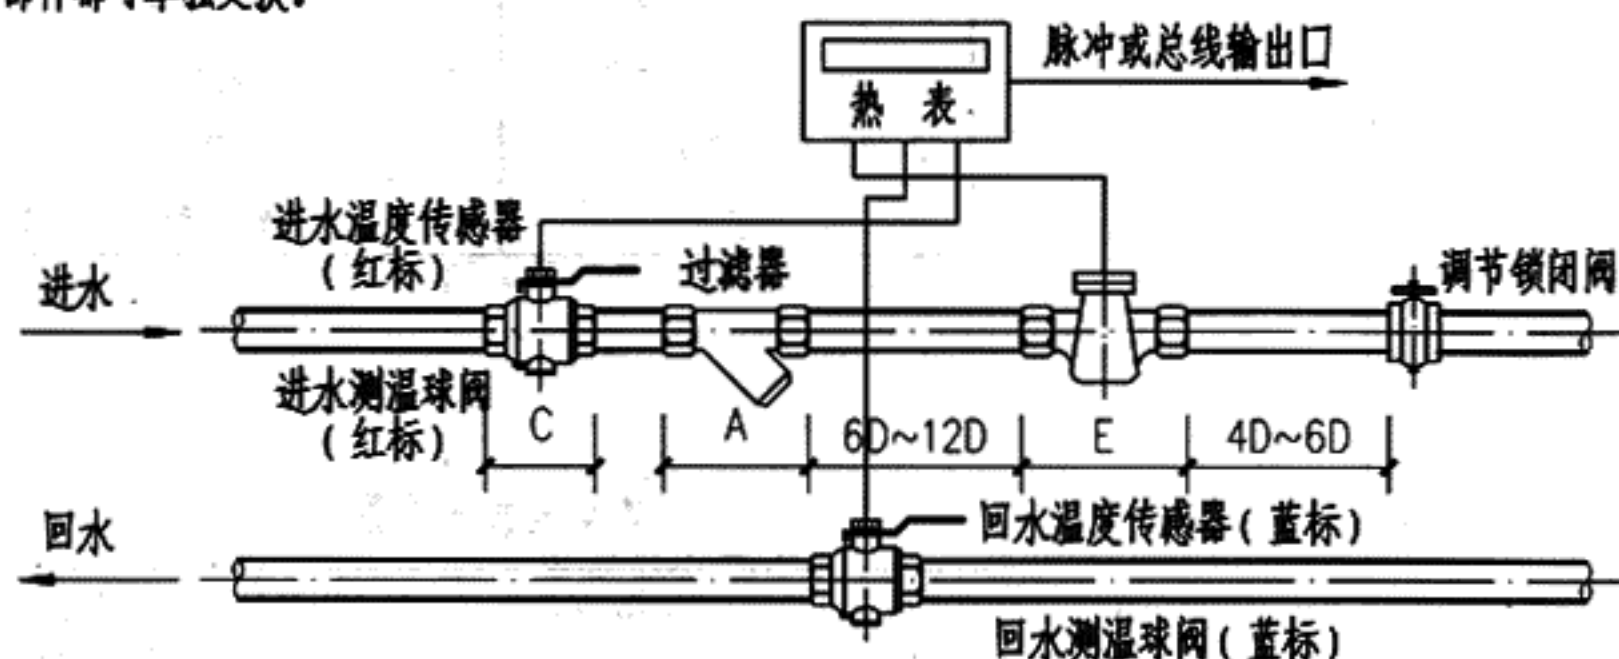 脉冲或总线输出口
热 表
进水温度传感器
(红标)
过滤器
进水
调节锁闭阀
进水测温球阀
(红标)
C
A
6D~12D
E
4D~6D
回水
回水温度传感器(蓝标)
回水测温球阀(蓝标)